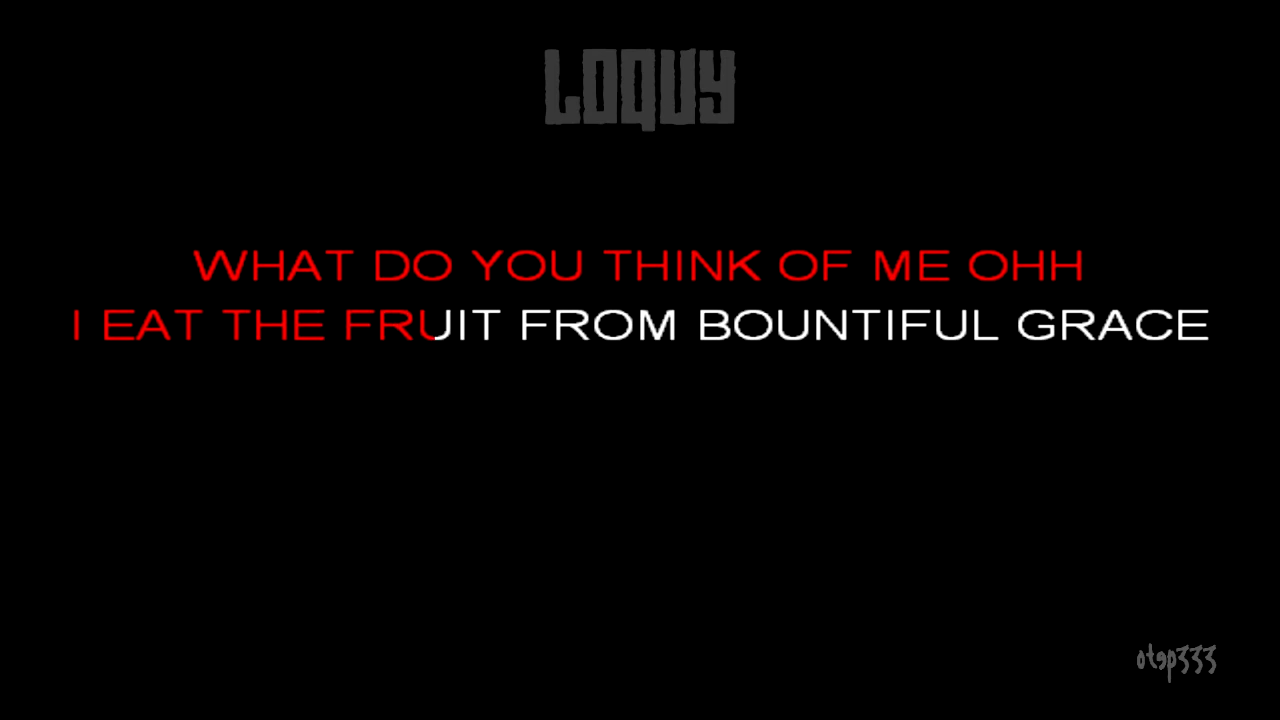 LOQUY
WHAT DO YOU THINK OF ME OHH
I EAT THE FRUIT FROM BOUNTIFUL GRACE
otgp333